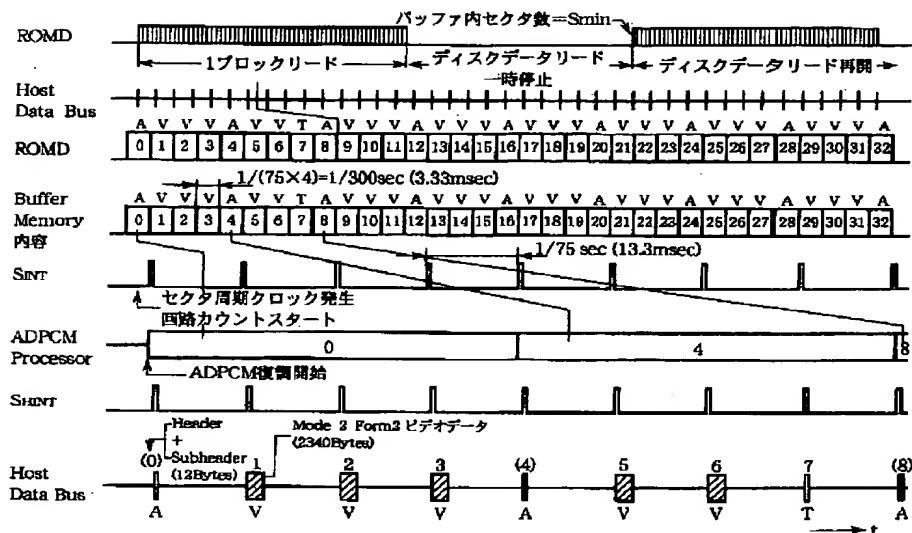 バッファ内セクタ数=Smin
ROMD
1ブロックリード
ディスクデータリード
一時停止
ディスクデータリード再開
Host
Data Bus
A V V V A V V T A V V V A V V V A V V V A V V V A V V V A V V V A
ROMD
0 1 2 3 4 5 6 7 8 9 10 11 12 13 14 15 16 17 18 19 20 21 22 23 24 25 26 27 28 29 30 31 32
1/(75×4)=1/300sec (3.33msec)
Buffer
Memory
内容
A V V V A V V T A V V V A V V V A V V V A V V V A V V V A V V V A
0 1 2 3 4 5 6 7 8 9 10 11 12 13 14 15 16 17 18 19 20 21 22 23 24 25 26 27 28 29 30 31 32
1/75 sec (13.3msec)
SINT
セクタ周期クロック発生
回路カウントスタート
ADPCM
Processor
0 4 8
ADPCM復調開始
SHINT
Header
+
Subheader
(12Bytes)
Mode 2 Form2 ビデオデータ
(2340Bytes)
(0) 1 2 3 (4) 5 6 7 (8)
Host
Data Bus
A V V V A V V T A
t